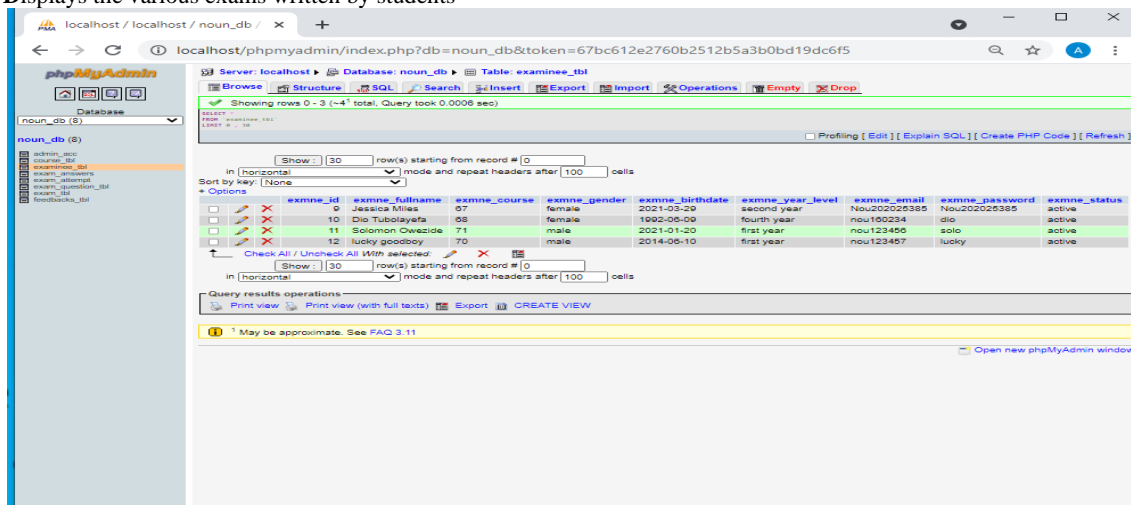 Displays the various exams written by students
localhost / localhost / noun_db /
localhost/phpmyadmin/index.php?db=noun_db&token=67bc612e2760b2512b5a3b0bd19dc6f5 A
phpMyAdmin
Database
noun_db (8)
noun_db (8)
admin_acc
course_tbl
examinee_tbl
exam_answers
exam_attempt
exam_question_tbl
exam_tbl
feedbacks_tbl
Server: localhost ▸ Database: noun_db ▸ Table: examinee_tbl
Browse Structure SQL Search Insert Export Import Operations Empty Drop
Showing rows 0 - 3 (~4¹ total, Query took 0.0006 sec)
SELECT *
FROM `examinee_tbl`
LIMIT 0 , 30
Profiling [ Edit ] [ Explain SQL ] [ Create PHP Code ] [ Refresh ]
Show : 30 row(s) starting from record # 0
in horizontal mode and repeat headers after 100 cells
Sort by key: None
+ Options
exmne_id exmne_fullname exmne_course exmne_gender exmne_birthdate exmne_year_level exmne_email exmne_password exmne_status
9 Jessica Miles 67 female 2021-03-29 second year Nou202025385 Nou202025385 active
10 Dio Tubolayefa 68 female 1992-06-09 fourth year nou160234 dio active
11 Solomon Owezide 71 male 2021-01-20 first year nou123456 solo active
12 lucky goodboy 70 male 2014-06-10 first year nou123457 lucky active
Check All / Uncheck All With selected:
Show : 30 row(s) starting from record # 0
in horizontal mode and repeat headers after 100 cells
Query results operations
Print view Print view (with full texts) Export CREATE VIEW
¹ May be approximate. See FAQ 3.11
Open new phpMyAdmin window